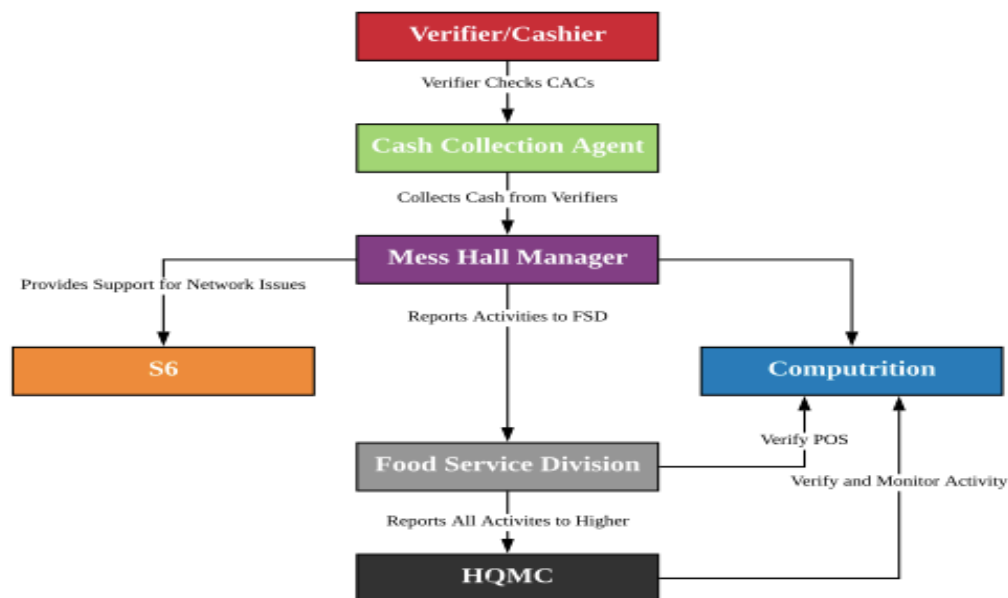 Verifier/Cashier
Verifier Checks CACs
Cash Collection Agent
Collects Cash from Verifiers
Mess Hall Manager
Provides Support for Network Issues
Reports Activities to FSD
S6
Computrition
Verify POS
Food Service Division
Verify and Monitor Activity
Reports All Activites to Higher
HQMC